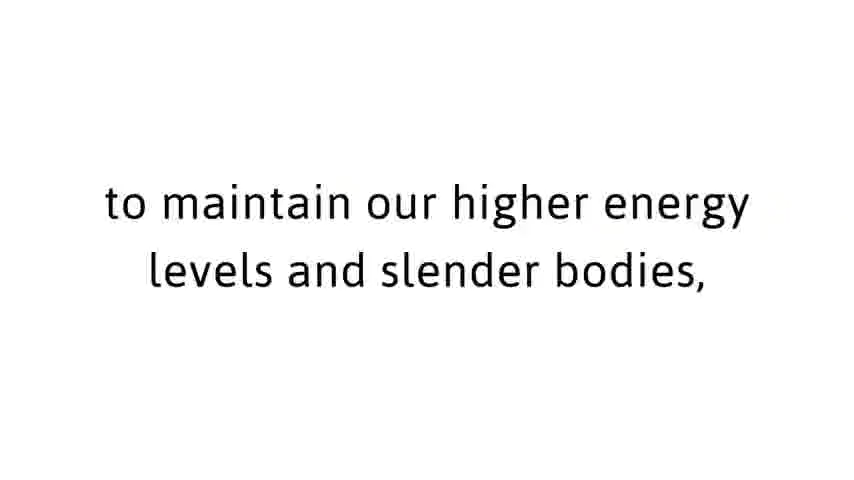 to maintain our higher energy
levels and slender bodies,